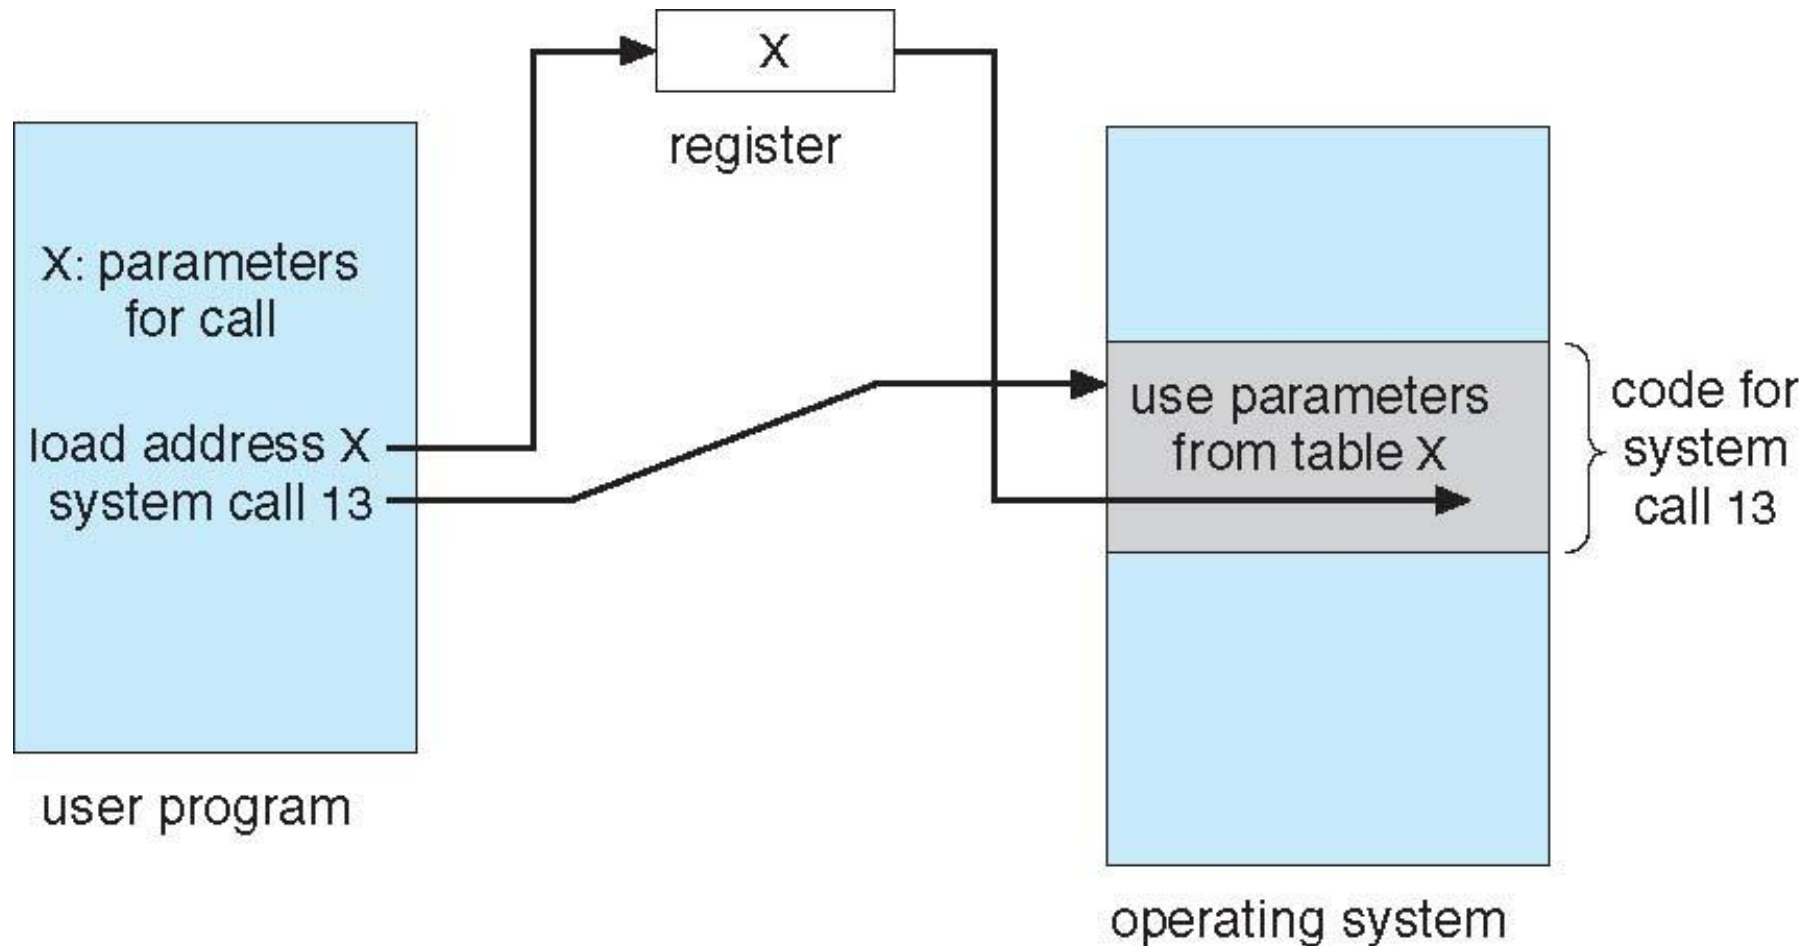 X
register
X: parameters
for call
load address X
system call 13
user program
use parameters
from table X
code for
system
call 13
operating system